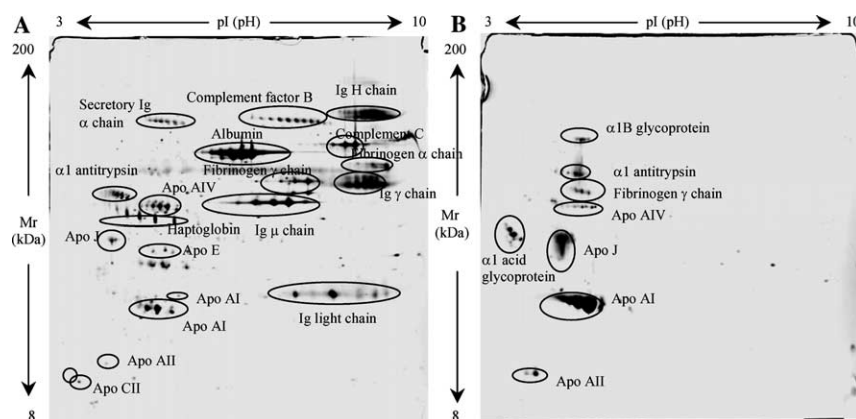 3
pI (pH)
10
A
200
Secretory Ig
α chain
Complement factor B
Ig H chain
Albumin
Complement C
Fibrinogen α chain
Fibrinogen γ chain
α1 antitrypsin
Apo AIV
Ig γ chain
Mr
(kDa)
Haptoglobin
Ig μ chain
Apo J
Apo E
Apo AI
Apo AI
Ig light chain
Apo AII
Apo CII
8
3
pI (pH)
10
B
200
α1B glycoprotein
α1 antitrypsin
Fibrinogen γ chain
Apo AIV
Mr
(kDa)
Apo J
α1 acid
glycoprotein
Apo AI
Apo AII
8